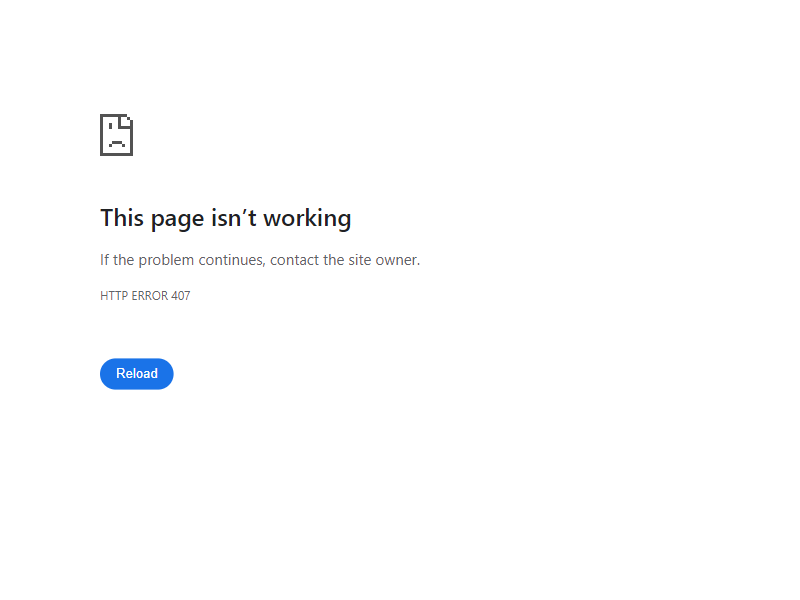 This page isn’t working
If the problem continues, contact the site owner.
HTTP ERROR 407
Reload